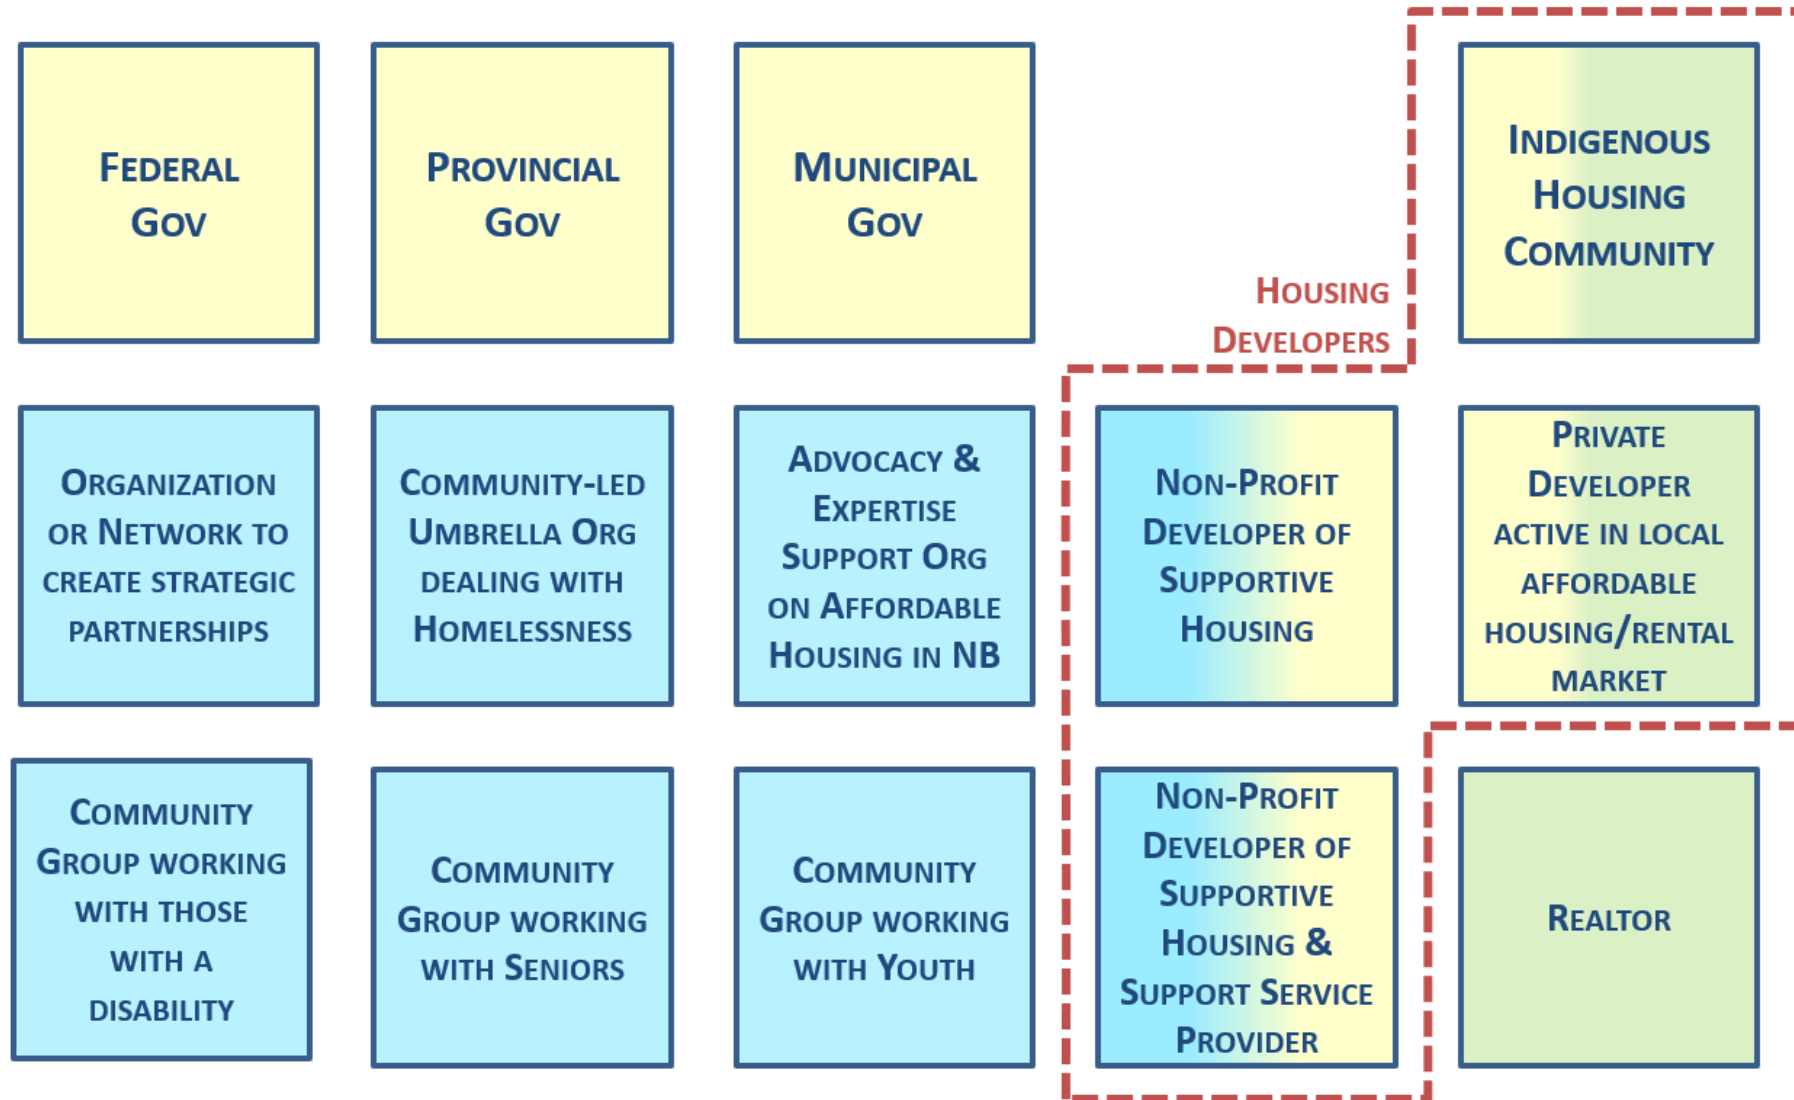 Federal
Gov
Provincial
Gov
Municipal
Gov
Indigenous
Housing
Community
Housing
Developers
Organization
or Network to
create strategic
partnerships
Community-led
Umbrella Org
dealing with
Homelessness
Advocacy &
Expertise
Support Org
on Affordable
Housing in NB
Non-Profit
Developer of
Supportive
Housing
Private
Developer
active in local
affordable
housing/rental
market
Community
Group working
with those
with a
disability
Community
Group working
with Seniors
Community
Group working
with Youth
Non-Profit
Developer of
Supportive
Housing &
Support Service
Provider
Realtor